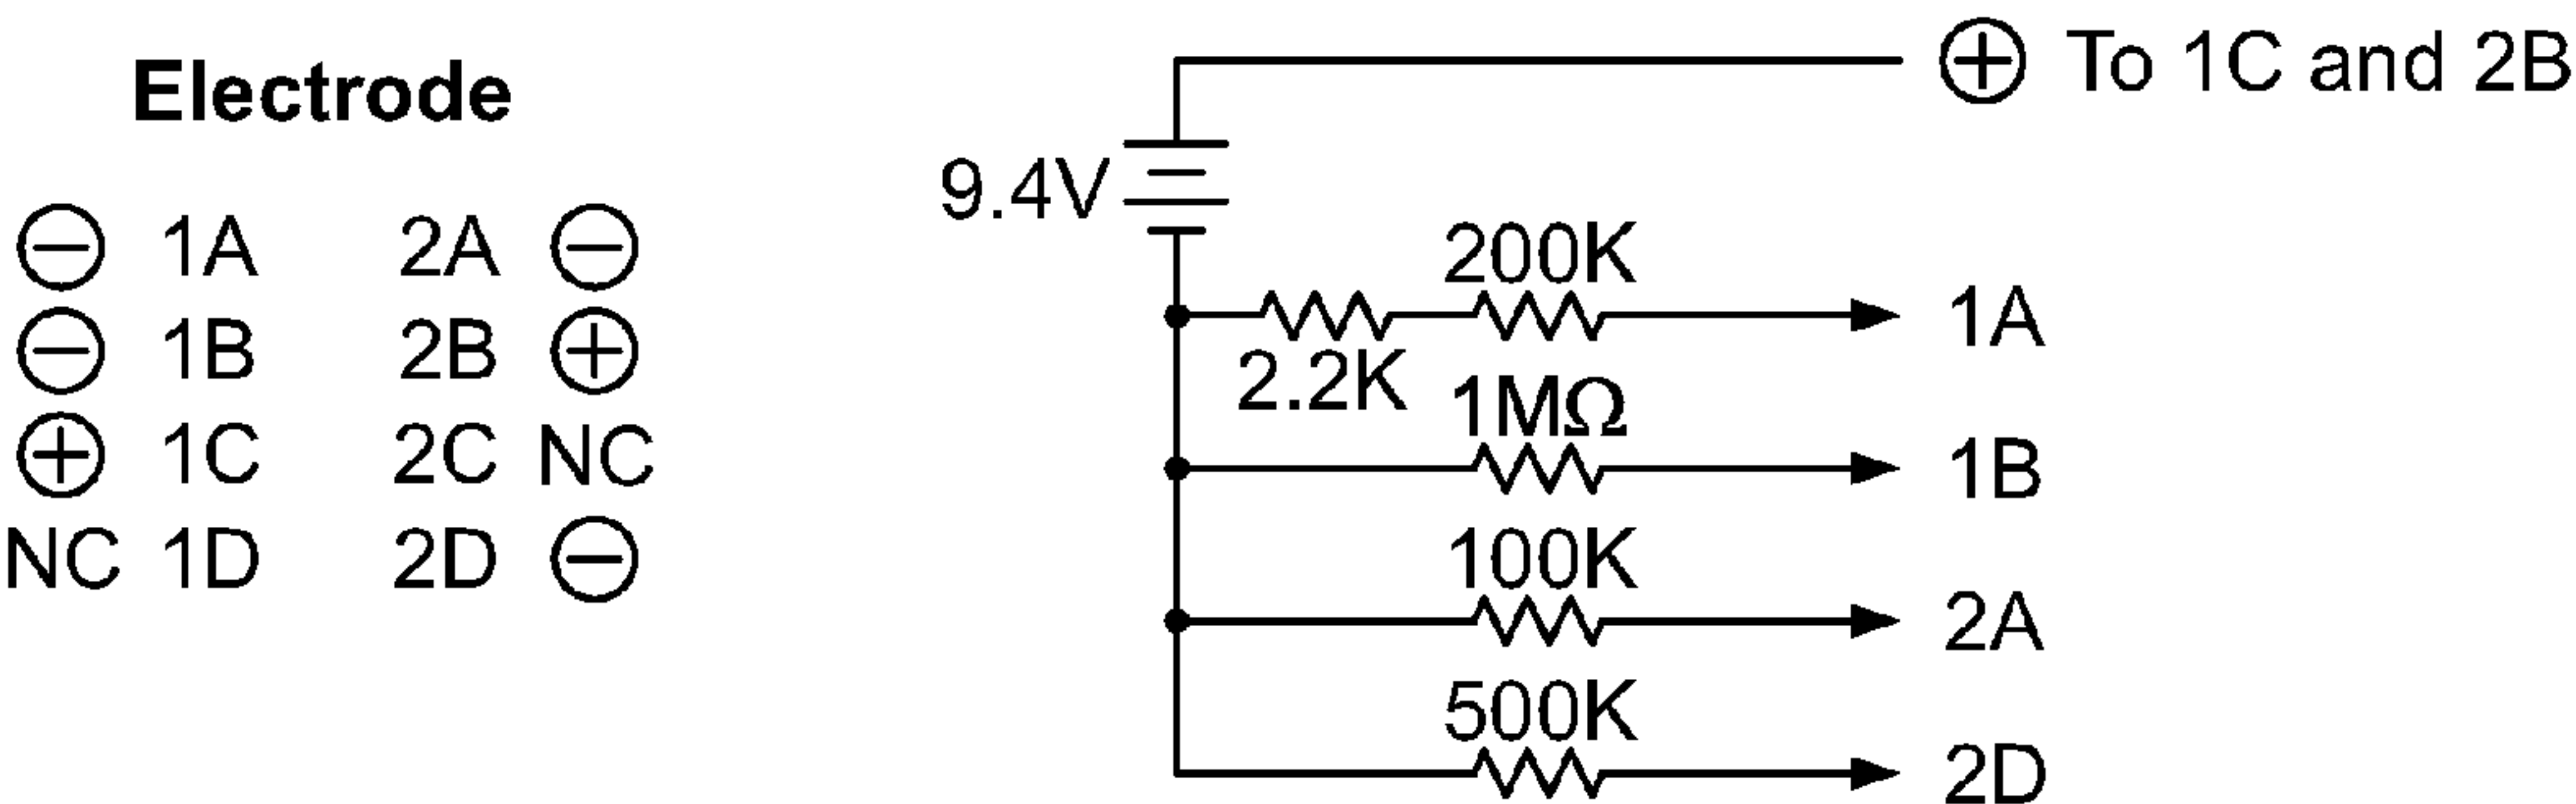 Electrode
⊖ 1A 2A ⊖
⊖ 1B 2B ⊕
⊕ 1C 2C NC
NC 1D 2D ⊖
⊕ To 1C and 2B
9.4V
200K
2.2K
1A
1MΩ
1B
100K
2A
500K
2D